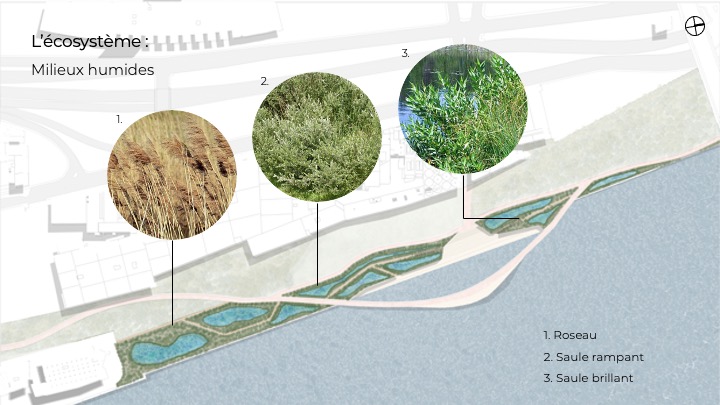 L'écosystème :
Milieux humides
1.
2.
3.
1. Roseau
2. Saule rampant
3. Saule brillant